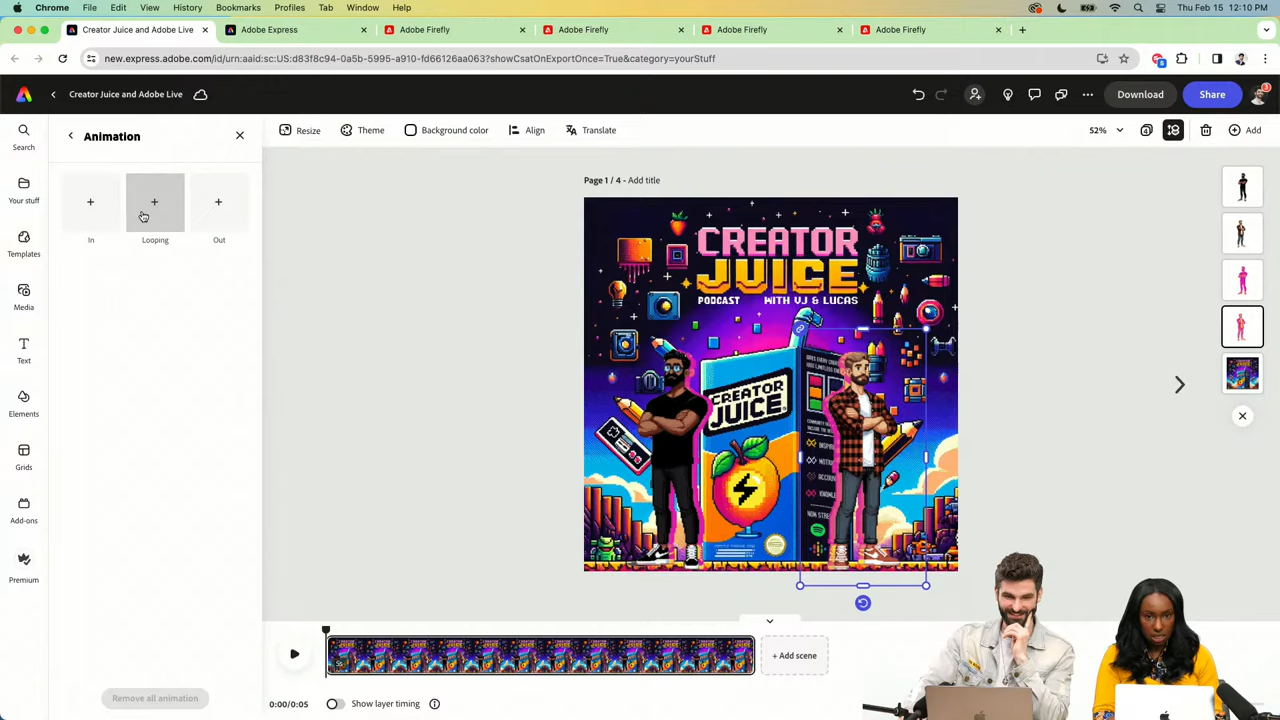 Chrome File Edit View History Bookmarks Profiles Tab Window Help
Thu Feb 15 12:10 PM
Creator Juice and Adobe Live
Adobe Express
Adobe Firefly
Adobe Firefly
Adobe Firefly
Adobe Firefly
new.express.adobe.com/id/urn:aaid:sc:US:d83f8c94-0a5b-5995-a910-fd66126aa063?showCsatOnExportOnce=True&category=yourStuff
Creator Juice and Adobe Live
Download
Share
3
Search
Your stuff
Templates
Media
Text
Elements
Grids
Add-ons
Premium
Animation
In
Looping
Out
Remove all animation
Resize
Theme
Background color
Align
Translate
52%
Add
Page 1 / 4 - Add title
CREATOR
JUICE
PODCAST WITH VJ & LUCAS
CREATOR
JUICE
+ Add scene
5s
0:00/0:05
Show layer timing